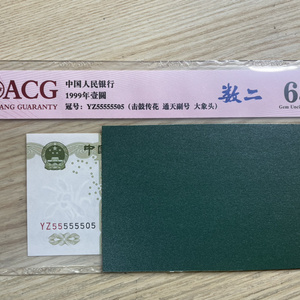 ACG
ANG GUARANTY
中国人民银行
1999年壹圆
冠号：YZ55555505（击鼓传花 通天副号 大象头）
数二
6
Gem Unc
中国
YZ55555505